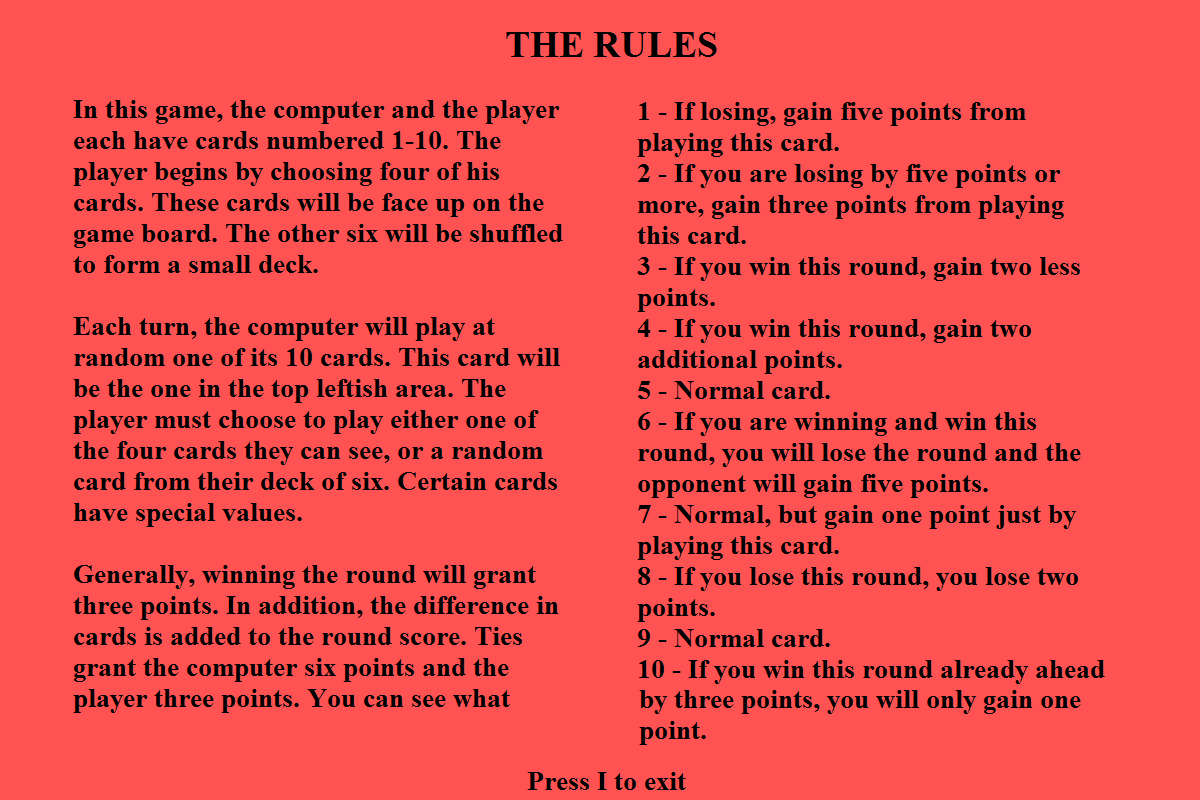 THE RULES
In this game, the computer and the player
each have cards numbered 1-10. The
player begins by choosing four of his
cards. These cards will be face up on the
game board. The other six will be shuffled
to form a small deck.
Each turn, the computer will play at
random one of its 10 cards. This card will
be the one in the top leftish area. The
player must choose to play either one of
the four cards they can see, or a random
card from their deck of six. Certain cards
have special values.
Generally, winning the round will grant
three points. In addition, the difference in
cards is added to the round score. Ties
grant the computer six points and the
player three points. You can see what
1 - If losing, gain five points from
playing this card.
2 - If you are losing by five points or
more, gain three points from playing
this card.
3 - If you win this round, gain two less
points.
4 - If you win this round, gain two
additional points.
5 - Normal card.
6 - If you are winning and win this
round, you will lose the round and the
opponent will gain five points.
7 - Normal, but gain one point just by
playing this card.
8 - If you lose this round, you lose two
points.
9 - Normal card.
10 - If you win this round already ahead
by three points, you will only gain one
point.
Press I to exit